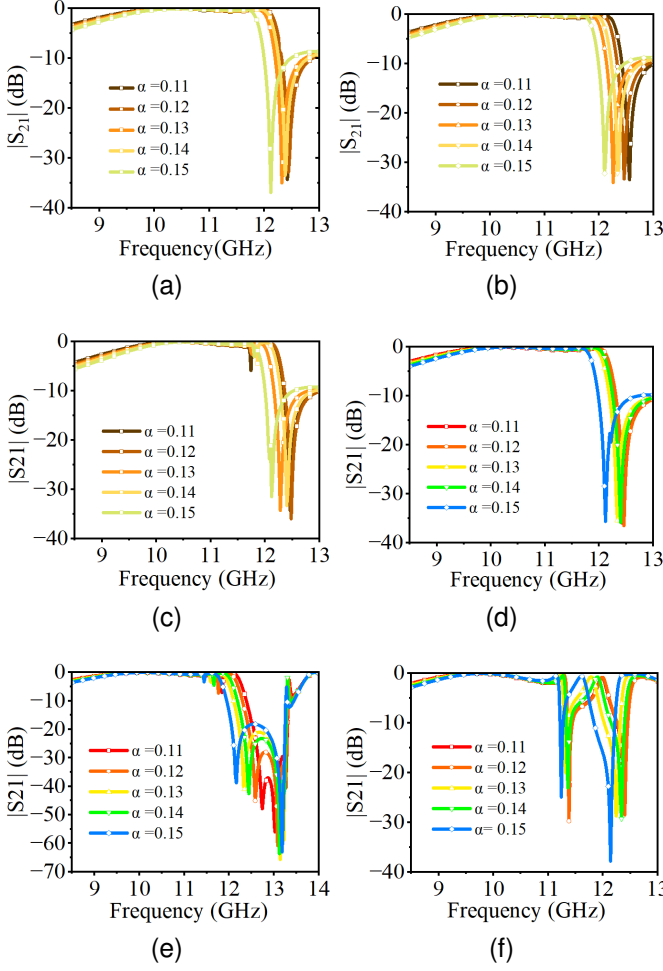 |S21| (dB)
0
−10
−20
−30
−40
α =0.11
α =0.12
α =0.13
α =0.14
α =0.15
9 10 11 12 13
Frequency(GHz)
(a)
|S21| (dB)
0
−10
−20
−30
−40
α =0.11
α =0.12
α =0.13
α =0.14
α =0.15
9 10 11 12 13
Frequency (GHz)
(b)
|S21| (dB)
0
−10
−20
−30
−40
α =0.11
α =0.12
α =0.13
α =0.14
α =0.15
9 10 11 12 13
Frequency (GHz)
(c)
|S21| (dB)
0
−10
−20
−30
−40
α =0.11
α =0.12
α =0.13
α =0.14
α =0.15
9 10 11 12 13
Frequency (GHz)
(d)
|S21| (dB)
0
−10
−20
−30
−40
−50
−60
−70
α =0.11
α =0.12
α =0.13
α =0.14
α =0.15
9 10 11 12 13 14
Frequency (GHz)
(e)
|S21| (dB)
0
−10
−20
−30
−40
α =0.11
α =0.12
α =0.13
α =0.14
α= 0.15
9 10 11 12 13
Frequency (GHz)
(f)